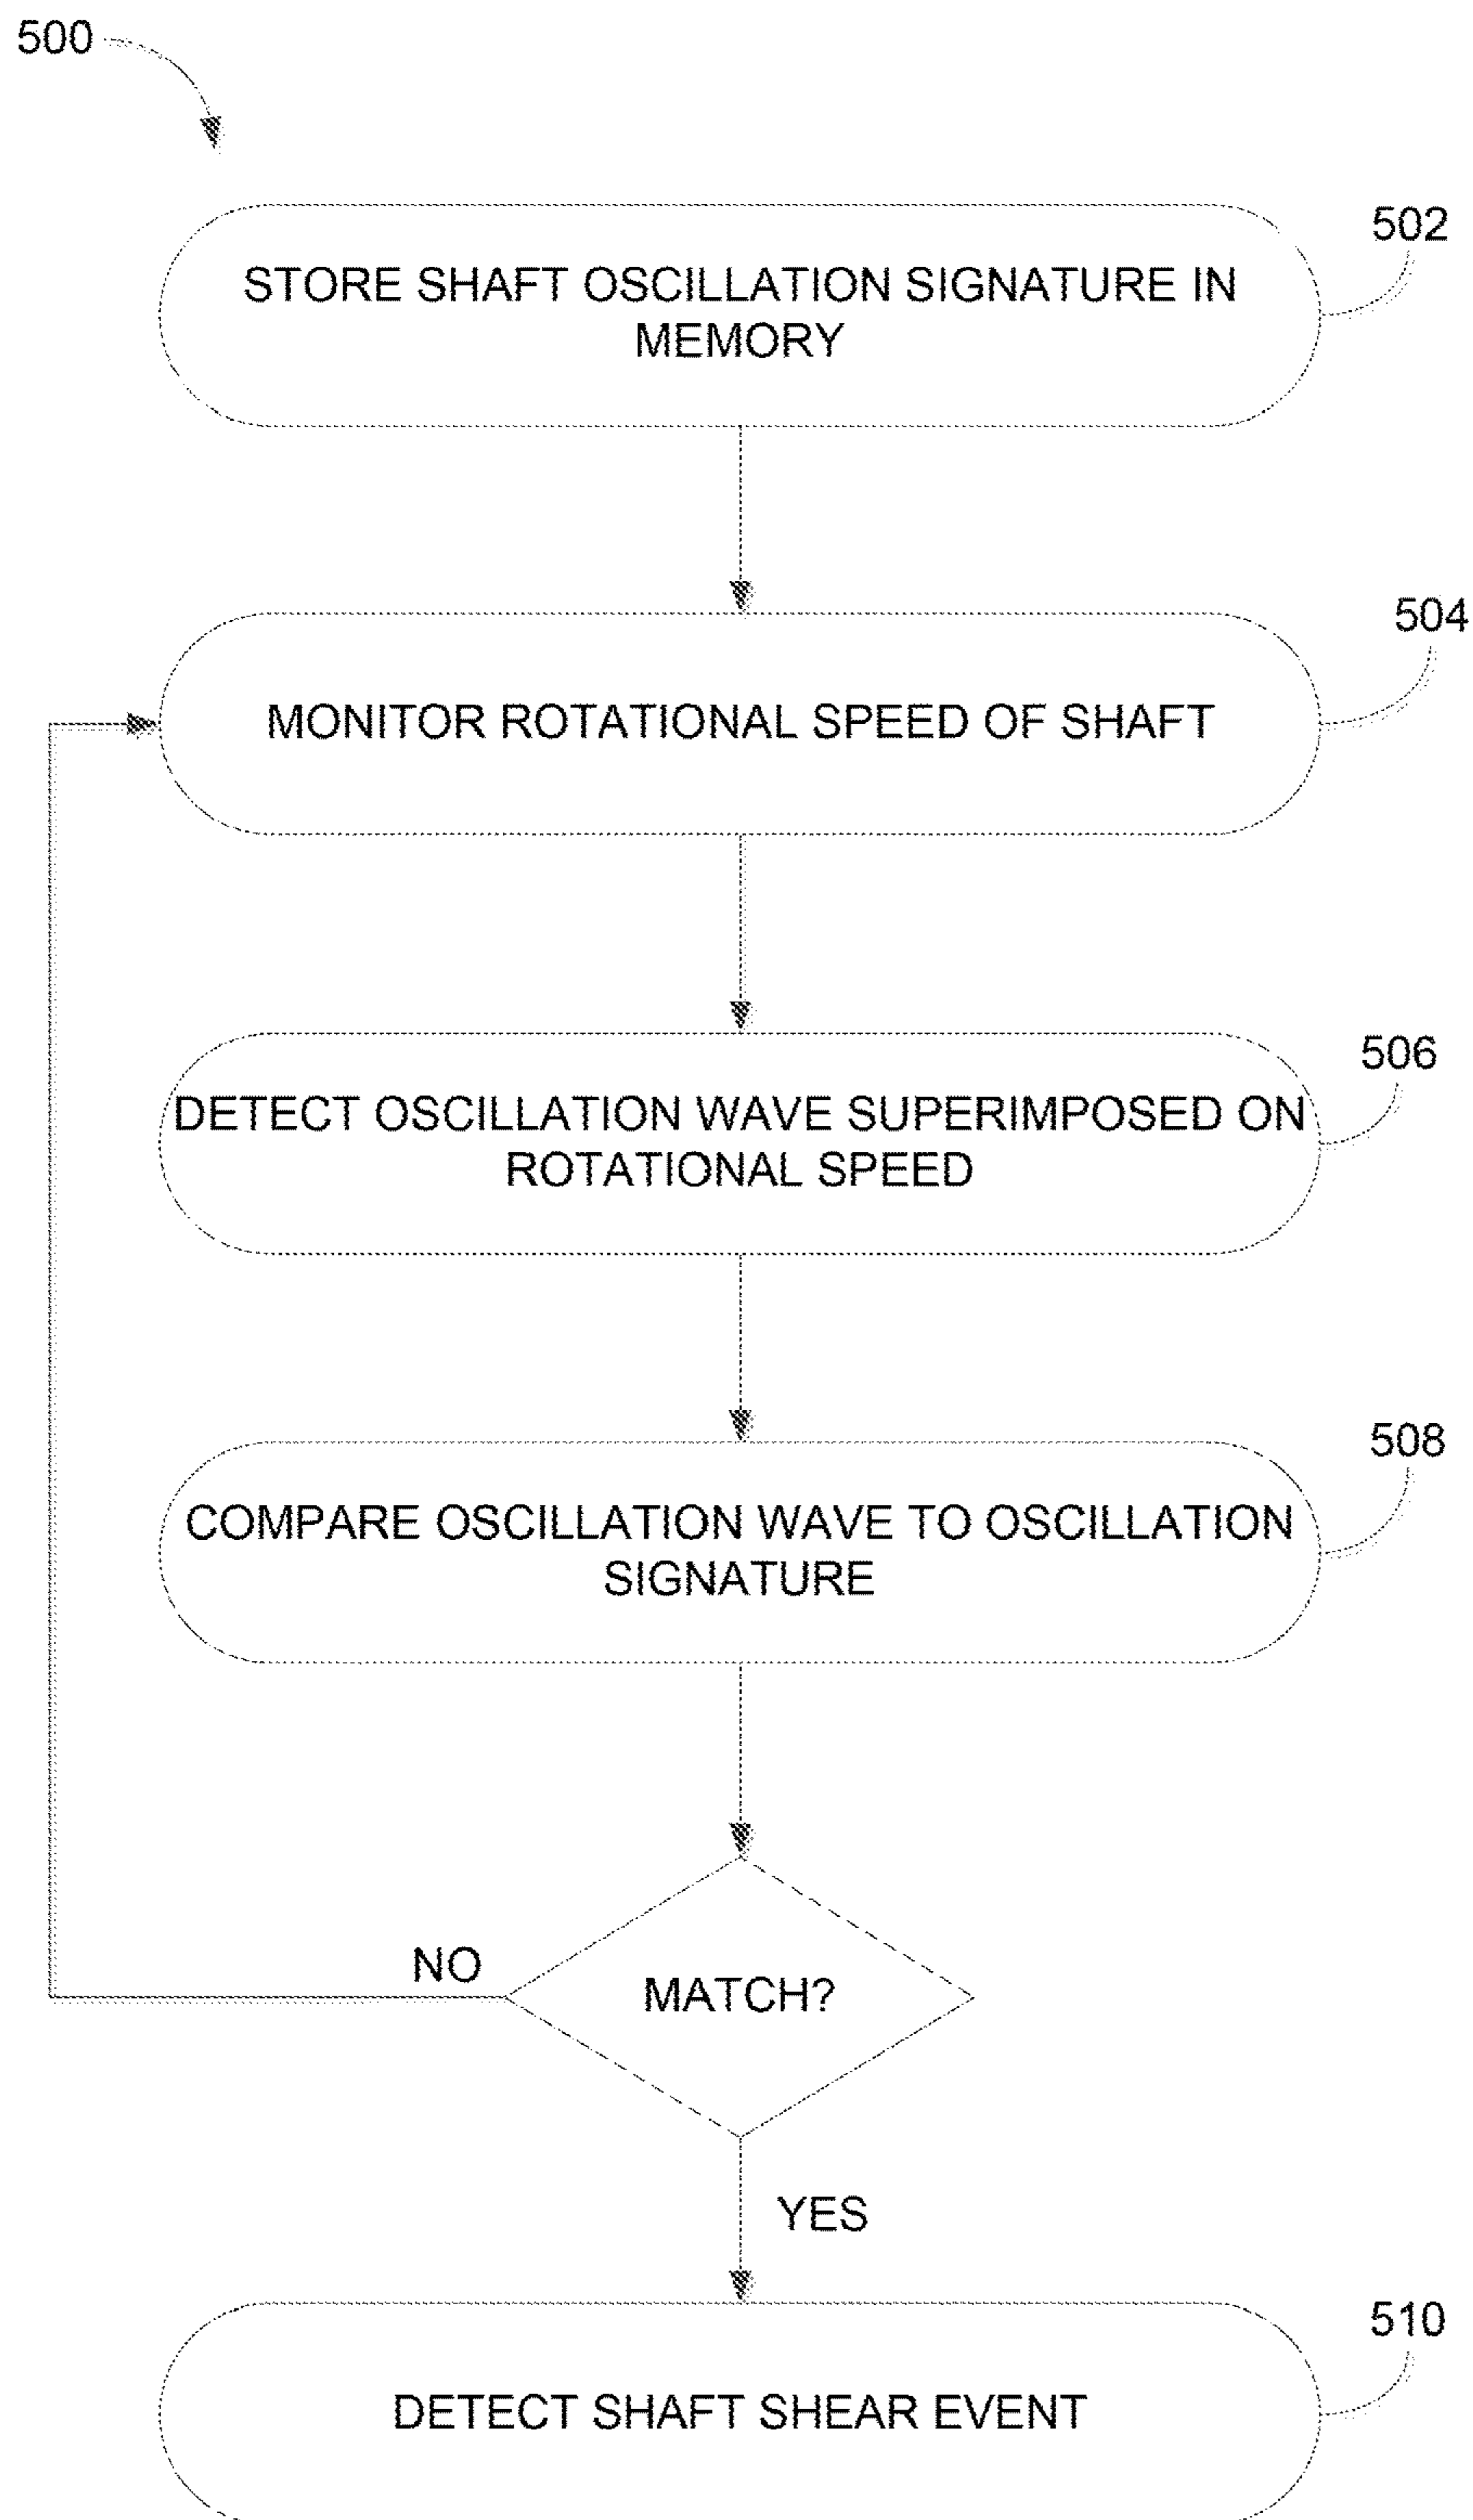 500
502
STORE SHAFT OSCILLATION SIGNATURE IN
MEMORY
504
MONITOR ROTATIONAL SPEED OF SHAFT
506
DETECT OSCILLATION WAVE SUPERIMPOSED ON
ROTATIONAL SPEED
508
COMPARE OSCILLATION WAVE TO OSCILLATION
SIGNATURE
NO
MATCH?
YES
510
DETECT SHAFT SHEAR EVENT